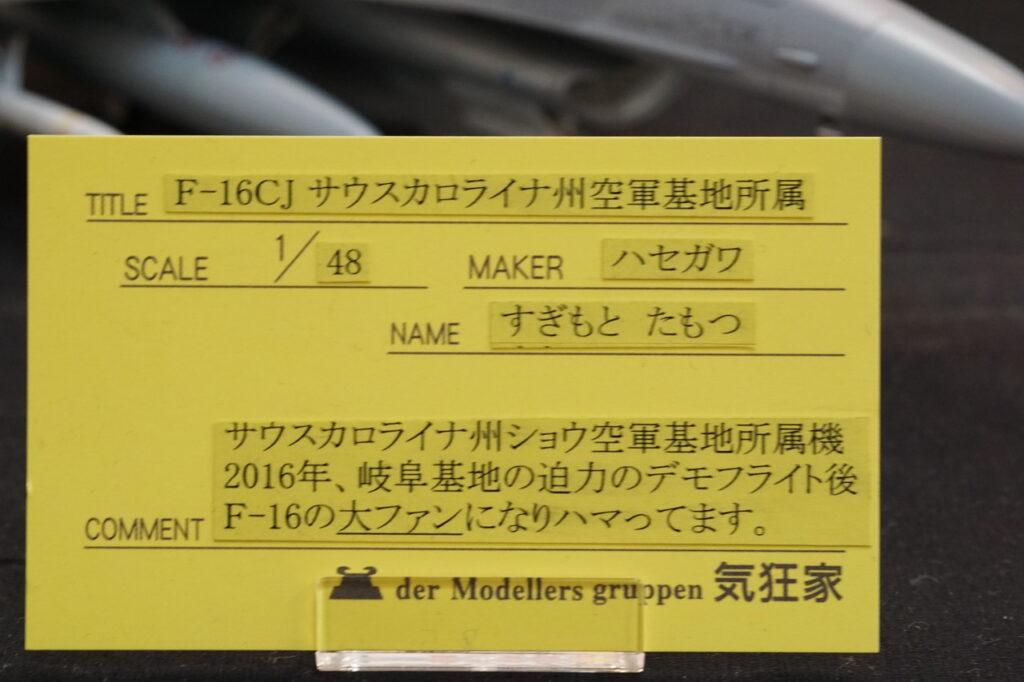 TITLE F-16CJ サウスカロライナ州空軍基地所属
SCALE 1/48 MAKER ハセガワ
NAME すぎもと たもつ
サウスカロライナ州ショウ空軍基地所属機
2016年、岐阜基地の迫力のデモフライト後
COMMENT F-16の大ファンになりハマってます。
der Modellers gruppen 気狂家